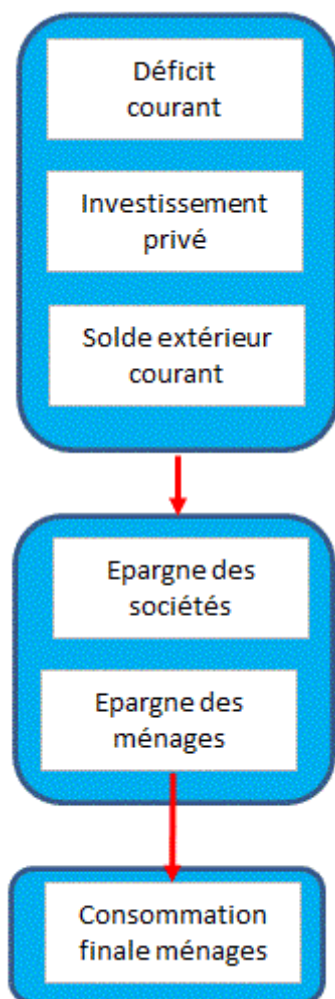 Déficit
courant
Investissement
privé
Solde extérieur
courant
Epargne des
sociétés
Epargne des
ménages
Consommation
finale ménages